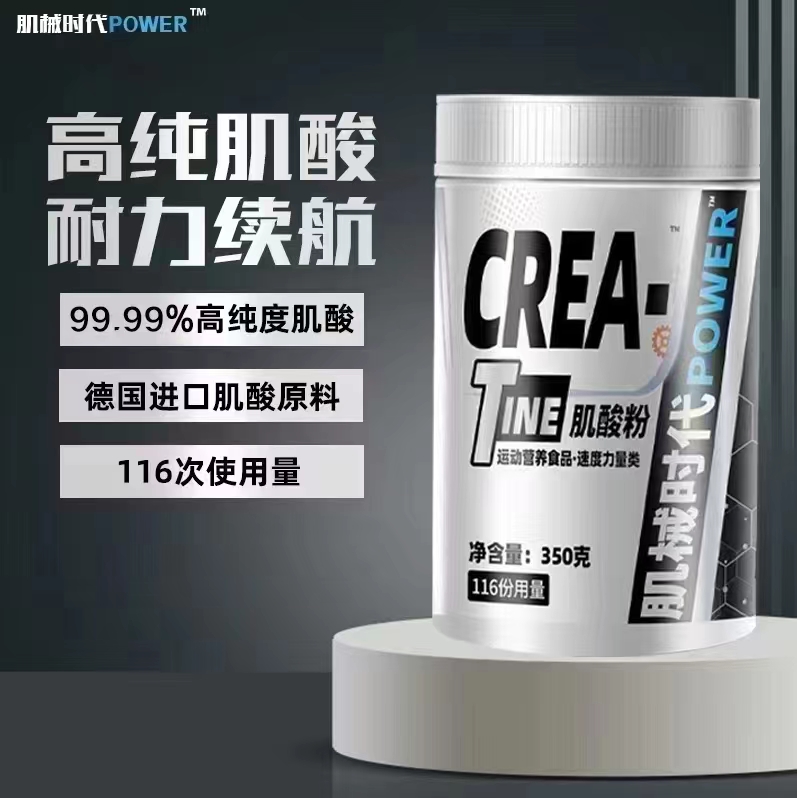 肌械时代POWER™
高纯肌酸
耐力续航
99.99%高纯度肌酸
德国进口肌酸原料
116次使用量
CREA-™
TINE 肌酸粉
运动营养食品·速度力量类
净含量：350克
116份用量
肌械时代POWER™